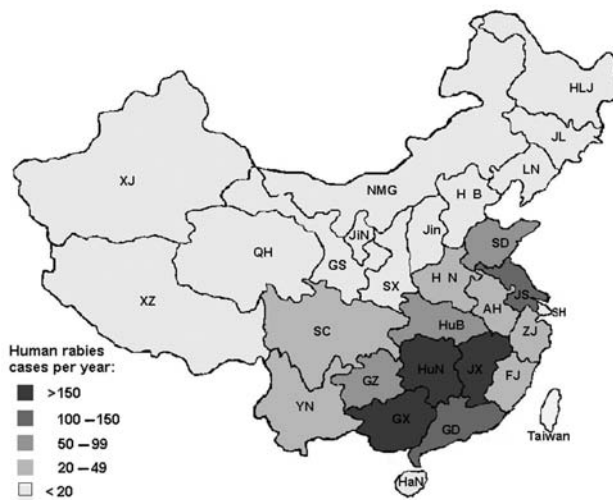 HLJ
JL
LN
XJ
NMG
H B
JiN
Jin
SD
QH
GS
SX
H N
XZ
JS
AH
SH
SC
HuB
ZJ
HuN
JX
GZ
FJ
YN
GX
GD
Taiwan
HaN
Human rabies
cases per year:
>150
100 – 150
50 – 99
20 – 49
< 20